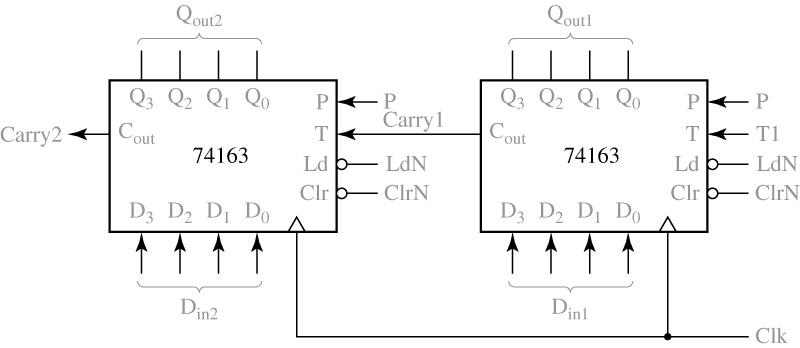 Qout2 Qout1
Q3 Q2 Q1 Q0 P P Q3 Q2 Q1 Q0 P P
Carry2 Cout T Carry1 Cout T T1
74163 74163
Ld LdN Ld LdN
Clr ClrN Clr ClrN
D3 D2 D1 D0 D3 D2 D1 D0
Din2 Din1
Clk